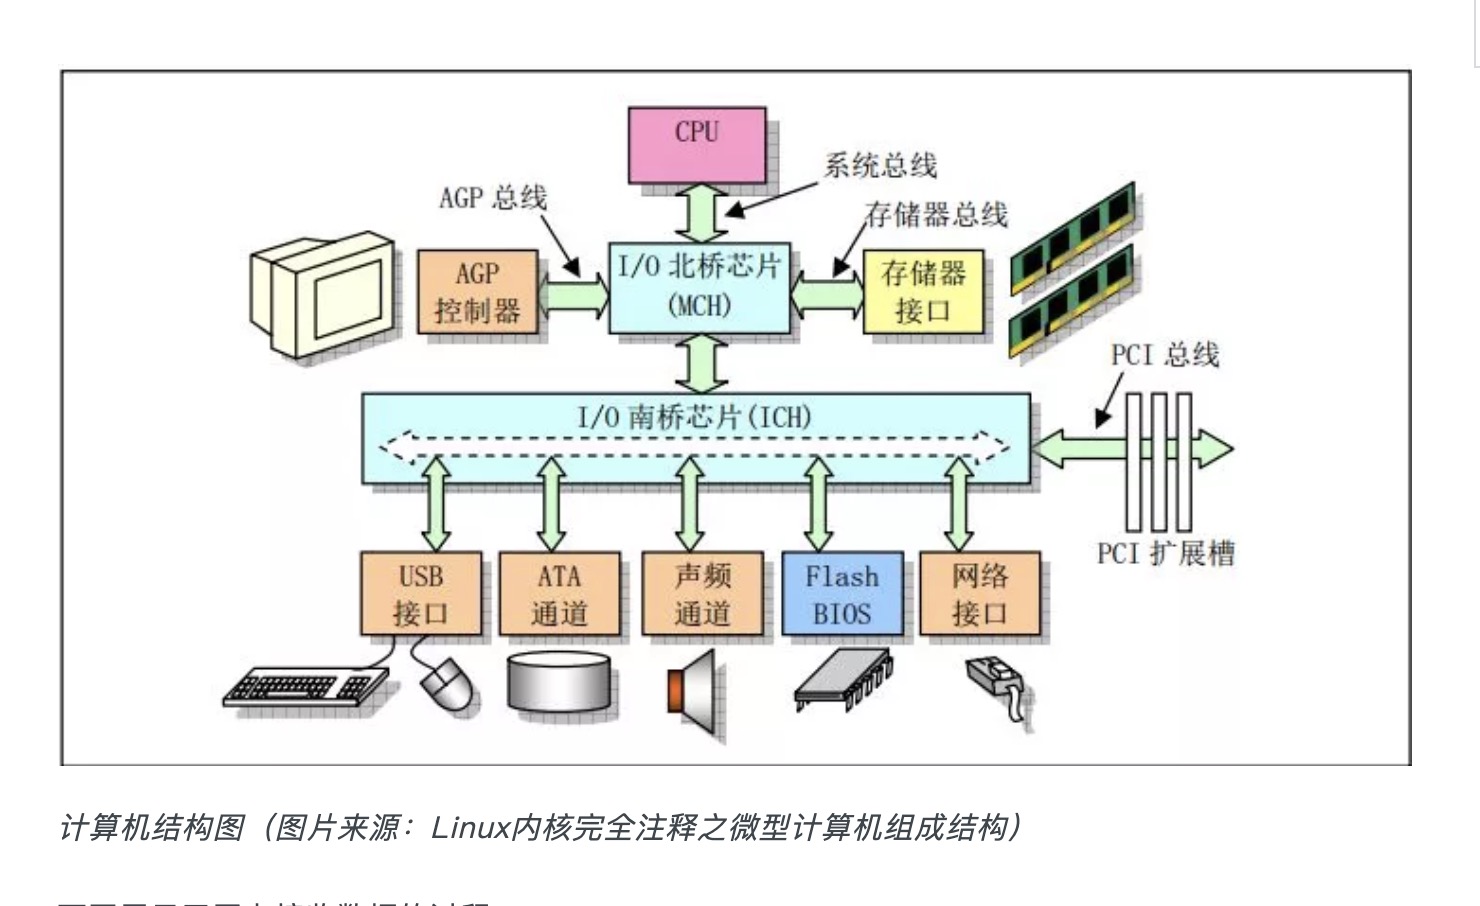 CPU
系统总线
AGP 总线
存储器总线
AGP
控制器
I/O 北桥芯片
(MCH)
存储器
接口
PCI 总线
I/O 南桥芯片(ICH)
PCI 扩展槽
USB
接口
ATA
通道
声频
通道
Flash
BIOS
网络
接口
计算机结构图（图片来源：Linux内核完全注释之微型计算机组成结构）